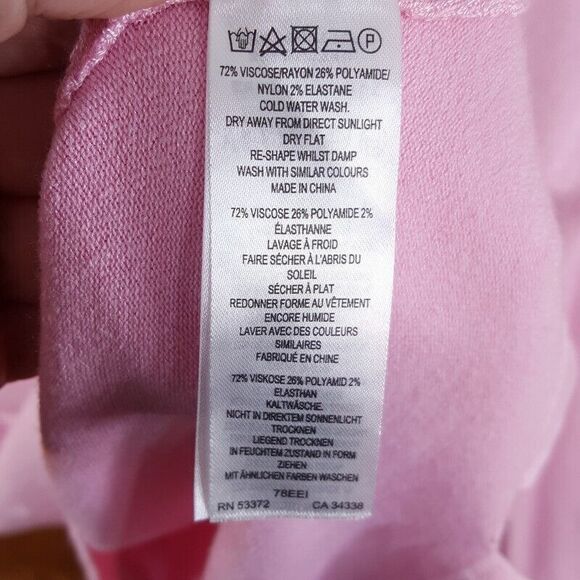 P
72% VISCOSE/RAYON 26% POLYAMIDE/
NYLON 2% ELASTANE
COLD WATER WASH.
DRY AWAY FROM DIRECT SUNLIGHT
DRY FLAT
RE-SHAPE WHILST DAMP
WASH WITH SIMILAR COLOURS
MADE IN CHINA
72% VISCOSE 26% POLYAMIDE 2%
ÉLASTHANNE
LAVAGE À FROID
FAIRE SÉCHER À L'ABRIS DU
SOLEIL
SÉCHER À PLAT
REDONNER FORME AU VÊTEMENT
ENCORE HUMIDE
LAVER AVEC DES COULEURS
SIMILAIRES
FABRIQUÉ EN CHINE
72% VISKOSE 26% POLYAMID 2%
ELASTHAN
KALTWÄSCHE.
NICHT IN DIREKTEM SONNENLICHT
TROCKNEN
LIEGEND TROCKNEN
IN FEUCHTEM ZUSTAND IN FORM
ZIEHEN
MIT ÄHNLICHEN FARBEN WASCHEN
78EEI
RN 53372 CA 34338